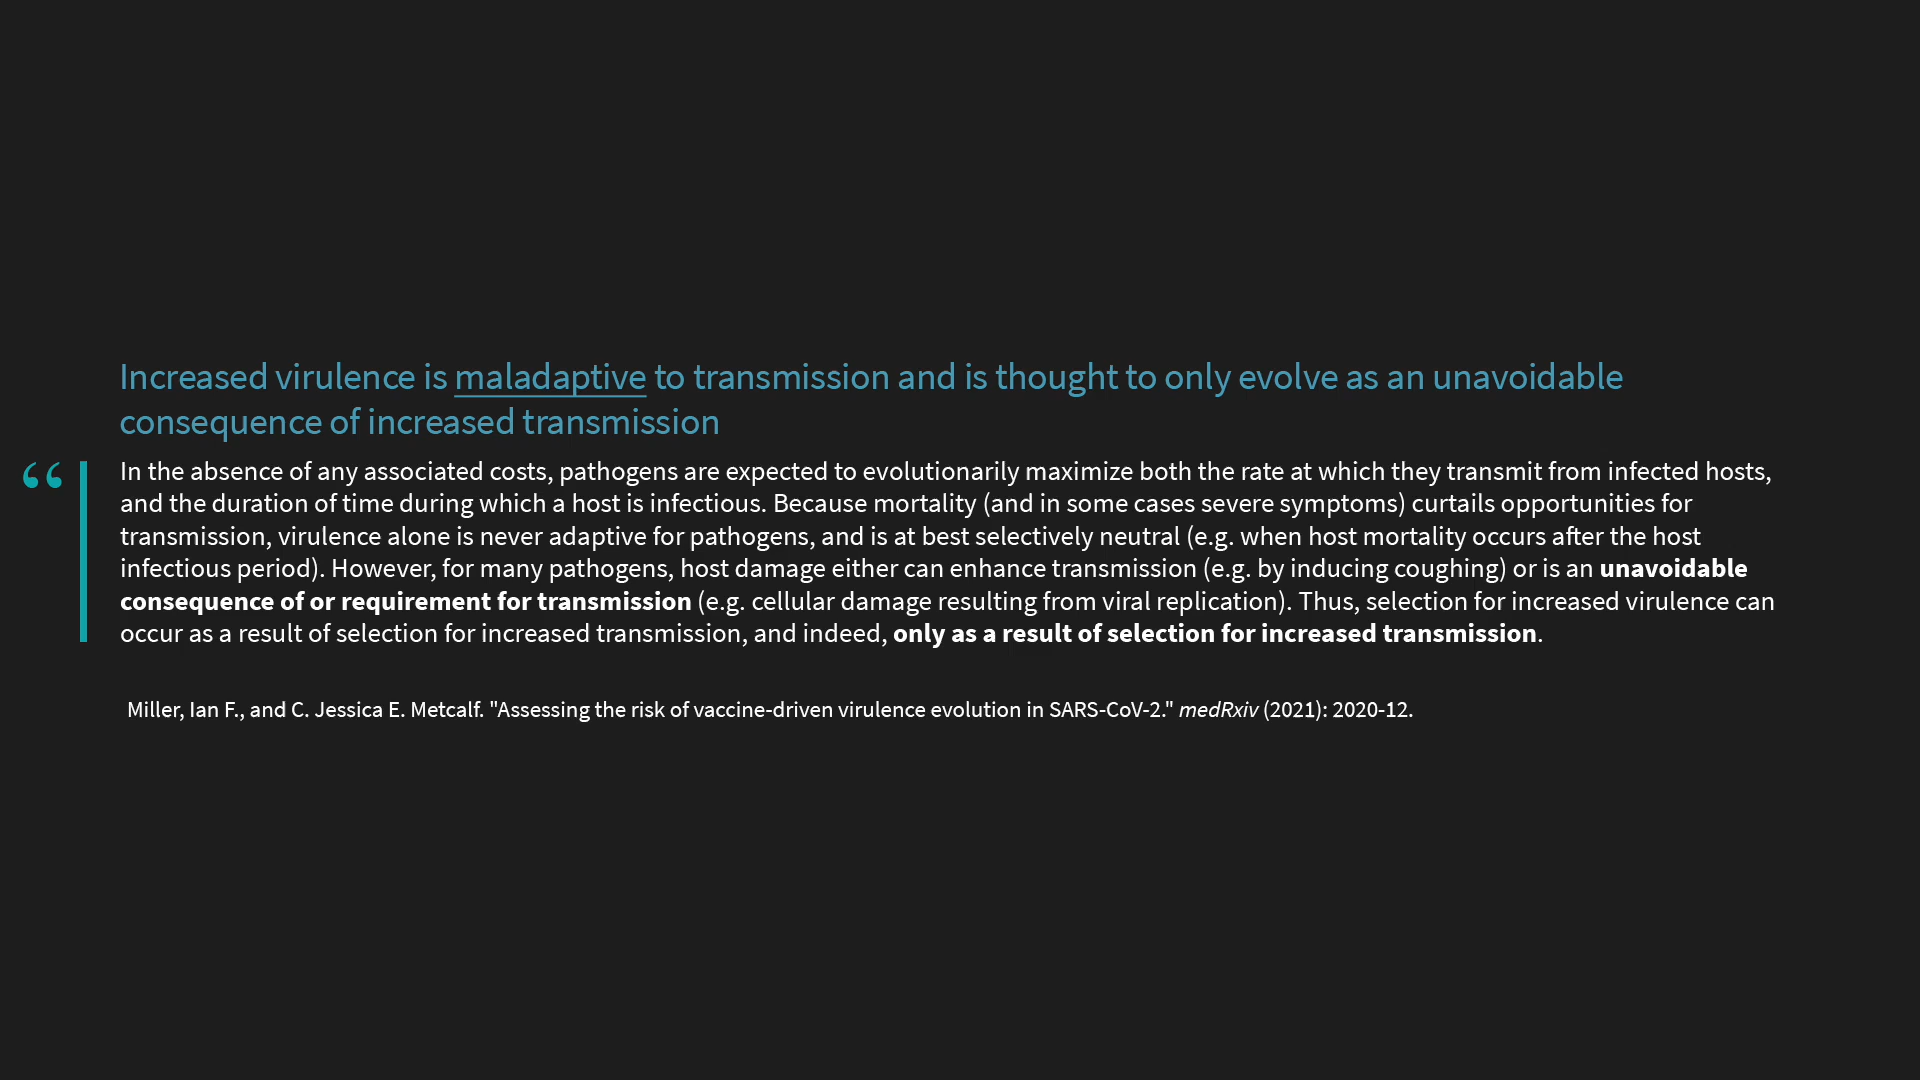 Increased virulence is maladaptive to transmission and is thought to only evolve as an unavoidable
consequence of increased transmission
“ In the absence of any associated costs, pathogens are expected to evolutionarily maximize both the rate at which they transmit from infected hosts,
and the duration of time during which a host is infectious. Because mortality (and in some cases severe symptoms) curtails opportunities for
transmission, virulence alone is never adaptive for pathogens, and is at best selectively neutral (e.g. when host mortality occurs after the host
infectious period). However, for many pathogens, host damage either can enhance transmission (e.g. by inducing coughing) or is an unavoidable
consequence of or requirement for transmission (e.g. cellular damage resulting from viral replication). Thus, selection for increased virulence can
occur as a result of selection for increased transmission, and indeed, only as a result of selection for increased transmission.
Miller, Ian F., and C. Jessica E. Metcalf. "Assessing the risk of vaccine-driven virulence evolution in SARS-CoV-2." medRxiv (2021): 2020-12.